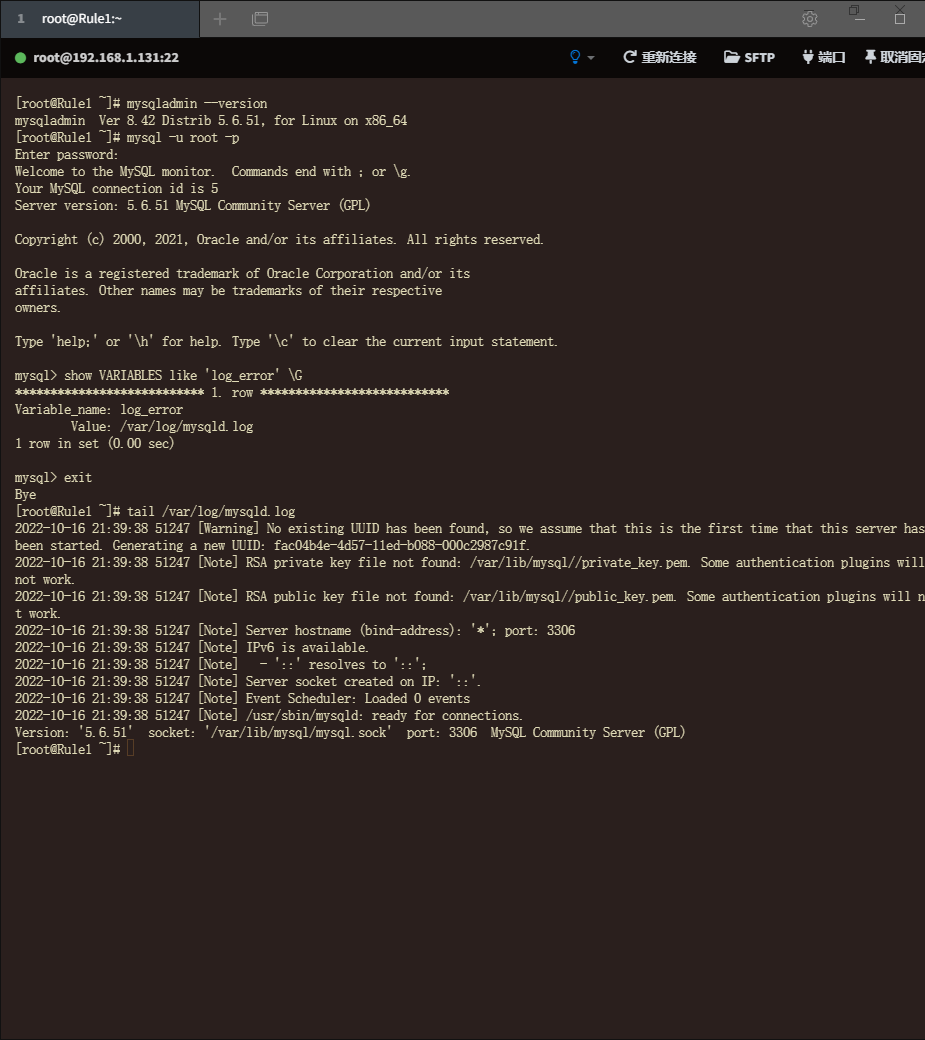 1 root@Rule1:~
root@192.168.1.131:22 重新连接 SFTP 端口 取消固
[root@Rule1 ~]# mysqladmin --version
mysqladmin  Ver 8.42 Distrib 5.6.51, for Linux on x86_64
[root@Rule1 ~]# mysql -u root -p
Enter password:
Welcome to the MySQL monitor.  Commands end with ; or \g.
Your MySQL connection id is 5
Server version: 5.6.51 MySQL Community Server (GPL)
Copyright (c) 2000, 2021, Oracle and/or its affiliates. All rights reserved.
Oracle is a registered trademark of Oracle Corporation and/or its
affiliates. Other names may be trademarks of their respective
owners.
Type 'help;' or '\h' for help. Type '\c' to clear the current input statement.
mysql> show VARIABLES like 'log_error' \G
*************************** 1. row ***************************
Variable_name: log_error
        Value: /var/log/mysqld.log
1 row in set (0.00 sec)
mysql> exit
Bye
[root@Rule1 ~]# tail /var/log/mysqld.log
2022-10-16 21:39:38 51247 [Warning] No existing UUID has been found, so we assume that this is the first time that this server has
been started. Generating a new UUID: fac04b4e-4d57-11ed-b088-000c2987c91f.
2022-10-16 21:39:38 51247 [Note] RSA private key file not found: /var/lib/mysql//private_key.pem. Some authentication plugins will
not work.
2022-10-16 21:39:38 51247 [Note] RSA public key file not found: /var/lib/mysql//public_key.pem. Some authentication plugins will n
t work.
2022-10-16 21:39:38 51247 [Note] Server hostname (bind-address): '*'; port: 3306
2022-10-16 21:39:38 51247 [Note] IPv6 is available.
2022-10-16 21:39:38 51247 [Note]   - '::' resolves to '::';
2022-10-16 21:39:38 51247 [Note] Server socket created on IP: '::'.
2022-10-16 21:39:38 51247 [Note] Event Scheduler: Loaded 0 events
2022-10-16 21:39:38 51247 [Note] /usr/sbin/mysqld: ready for connections.
Version: '5.6.51'  socket: '/var/lib/mysql/mysql.sock'  port: 3306  MySQL Community Server (GPL)
[root@Rule1 ~]#